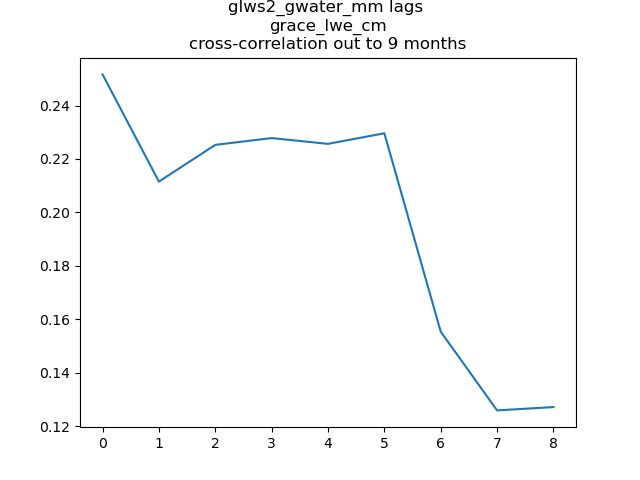 glws2_gwater_mm lags
grace_lwe_cm
cross-correlation out to 9 months
0.24
0.22
0.20
0.18
0.16
0.14
0.12
0 1 2 3 4 5 6 7 8